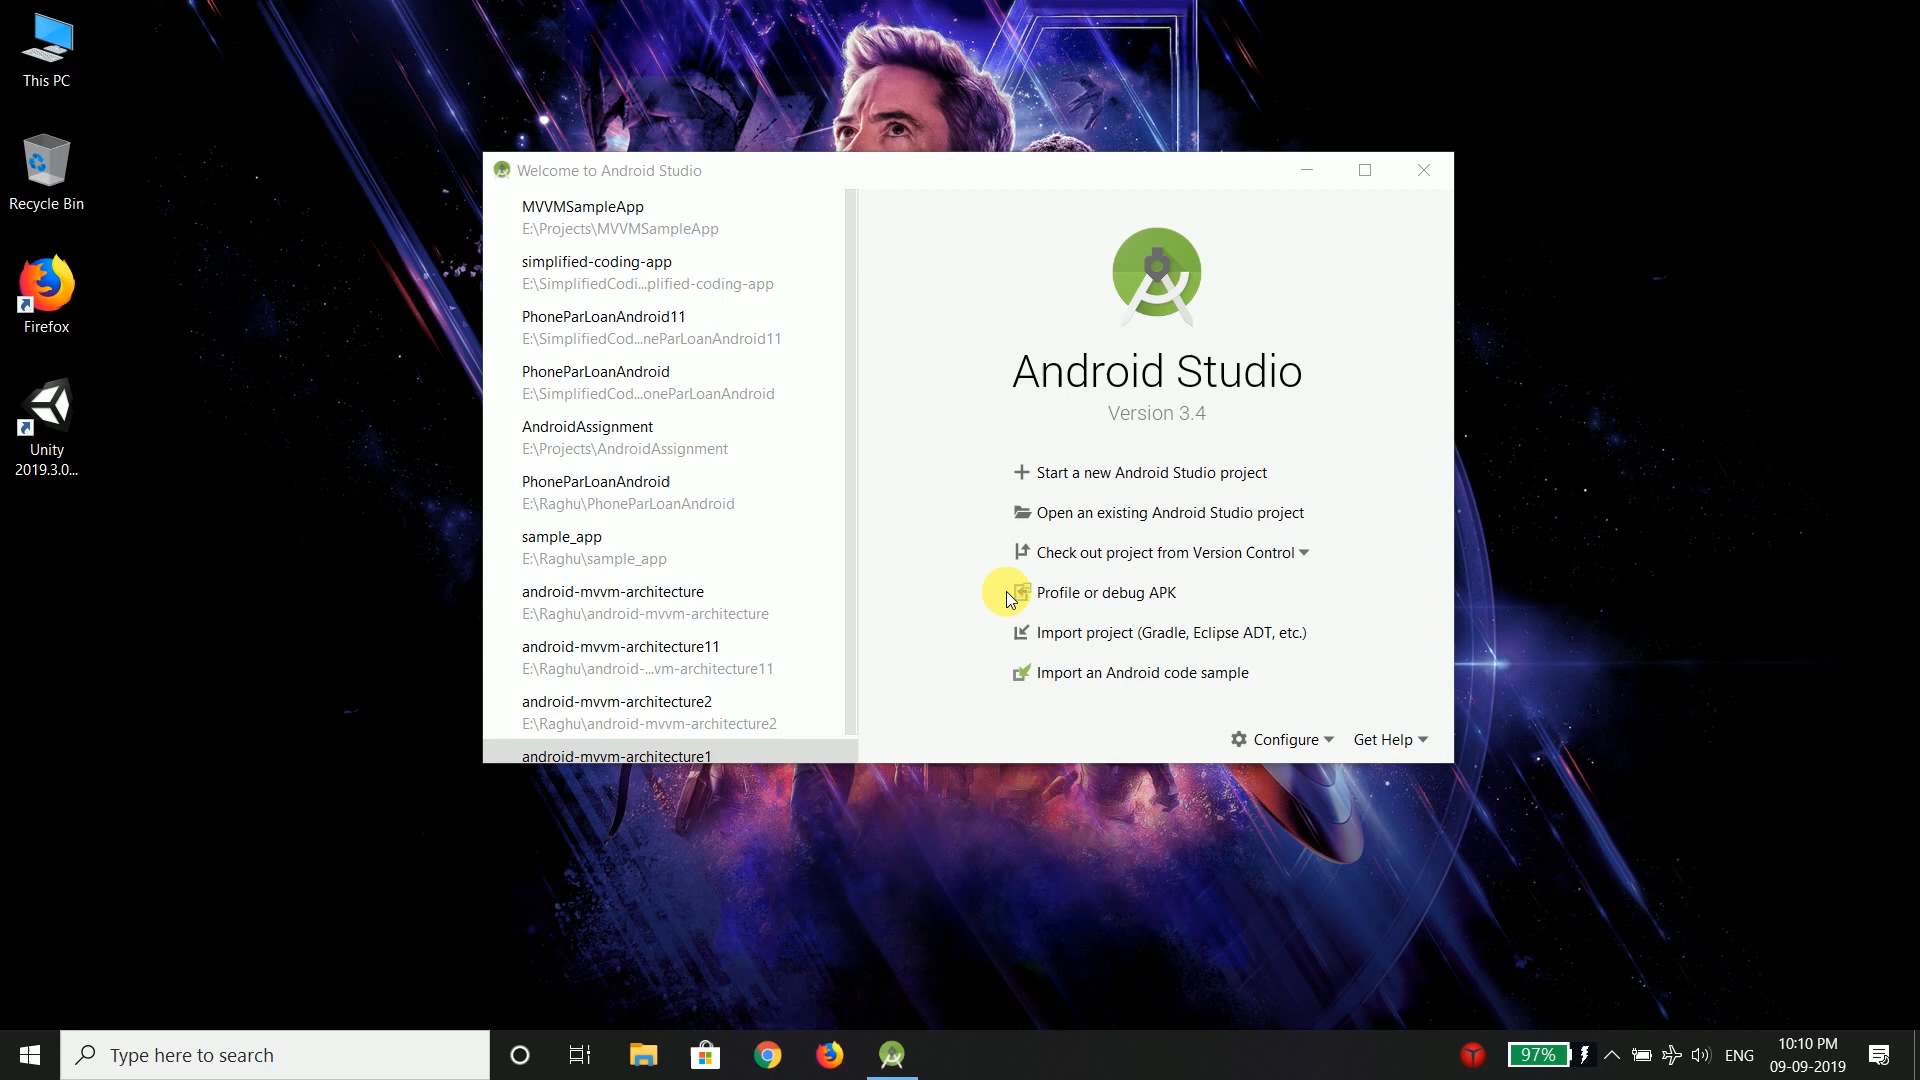 This PC
Recycle Bin
Firefox
Unity
2019.3.0...
Welcome to Android Studio
MVVMSampleApp
E:\Projects\MVVMSampleApp
simplified-coding-app
E:\SimplifiedCodi...plified-coding-app
PhoneParLoanAndroid11
E:\SimplifiedCod...neParLoanAndroid11
PhoneParLoanAndroid
E:\SimplifiedCod...oneParLoanAndroid
AndroidAssignment
E:\Projects\AndroidAssignment
PhoneParLoanAndroid
E:\Raghu\PhoneParLoanAndroid
sample_app
E:\Raghu\sample_app
android-mvvm-architecture
E:\Raghu\android-mvvm-architecture
android-mvvm-architecture11
E:\Raghu\android-...vm-architecture11
android-mvvm-architecture2
E:\Raghu\android-mvvm-architecture2
android-mvvm-architecture1
Android Studio
Version 3.4
Start a new Android Studio project
Open an existing Android Studio project
Check out project from Version Control
Profile or debug APK
Import project (Gradle, Eclipse ADT, etc.)
Import an Android code sample
Configure
Get Help
Type here to search
97%
ENG
10:10 PM
09-09-2019